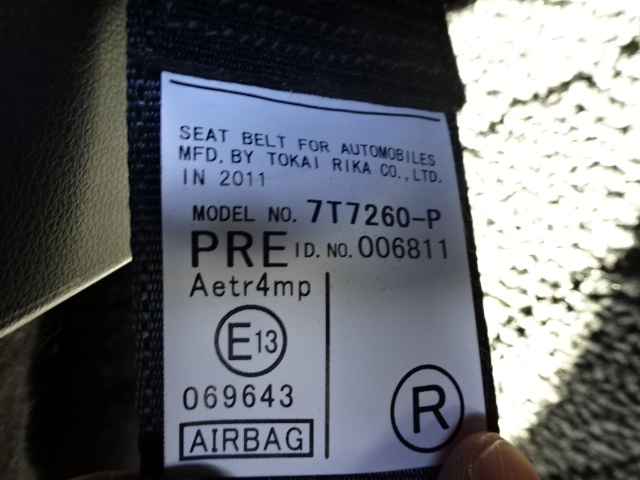 SEAT BELT FOR AUTOMOBILES
MFD. BY TOKAI RIKA CO., LTD.
IN 2011
MODEL NO. 7T7260-P
PRE ID. NO. 006811
Aetr4mp
E13
069643
AIRBAG
R